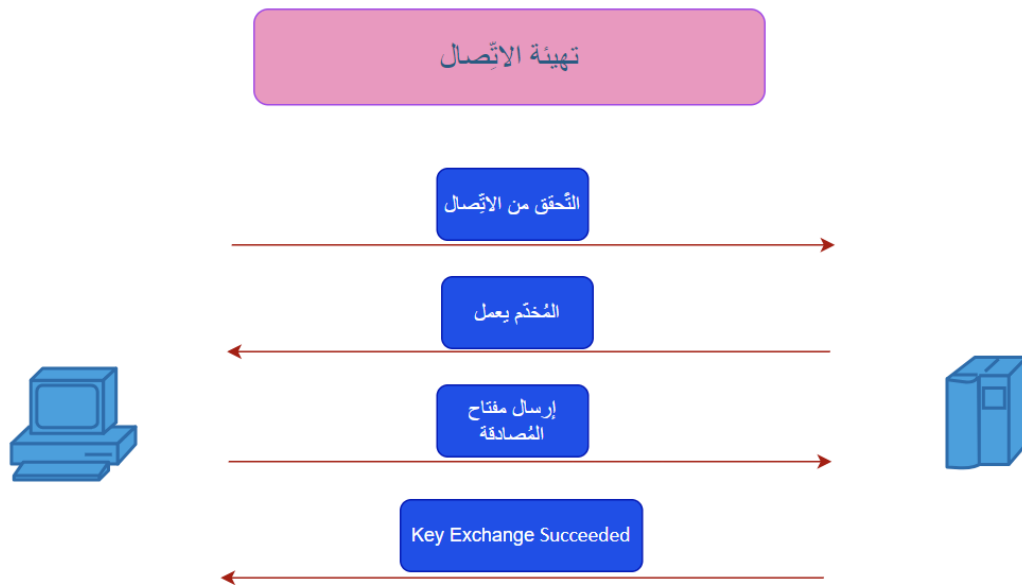 تهيئة الاتِّصال
التَّحقق من الاتِّصال
المُخدّم يعمل
إرسال مفتاح
المُصادقة
Key Exchange Succeeded